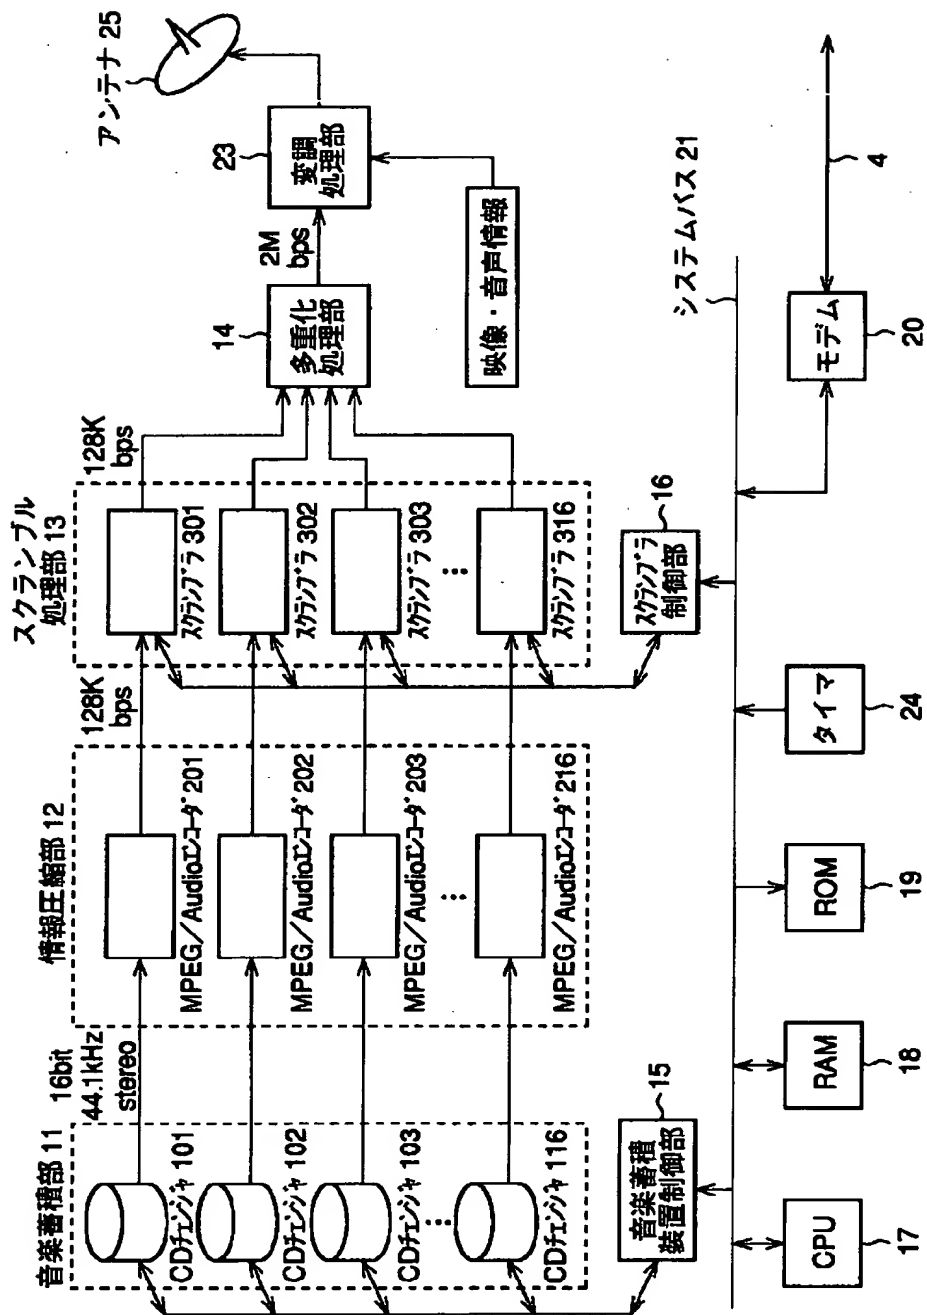 音楽蓄積部 11
CDチェンジャ 101
CDチェンジャ 102
CDチェンジャ 103
CDチェンジャ 116
16bit
44.1kHz
stereo
情報圧縮部 12
MPEG／Audioエンコーダ 201
MPEG／Audioエンコーダ 202
MPEG／Audioエンコーダ 203
MPEG／Audioエンコーダ 216
128K
bps
スクランブル
処理部 13
スクランブラ 301
スクランブラ 302
スクランブラ 303
スクランブラ 316
128K
bps
14
多重化
処理部
2M
bps
23
変調
処理部
アンテナ 25
映像・音声情報
15
音楽蓄積
装置制御部
16
スクランブラ
制御部
システムバス 21
CPU
17
RAM
18
ROM
19
タイマ
24
モデム
20
4